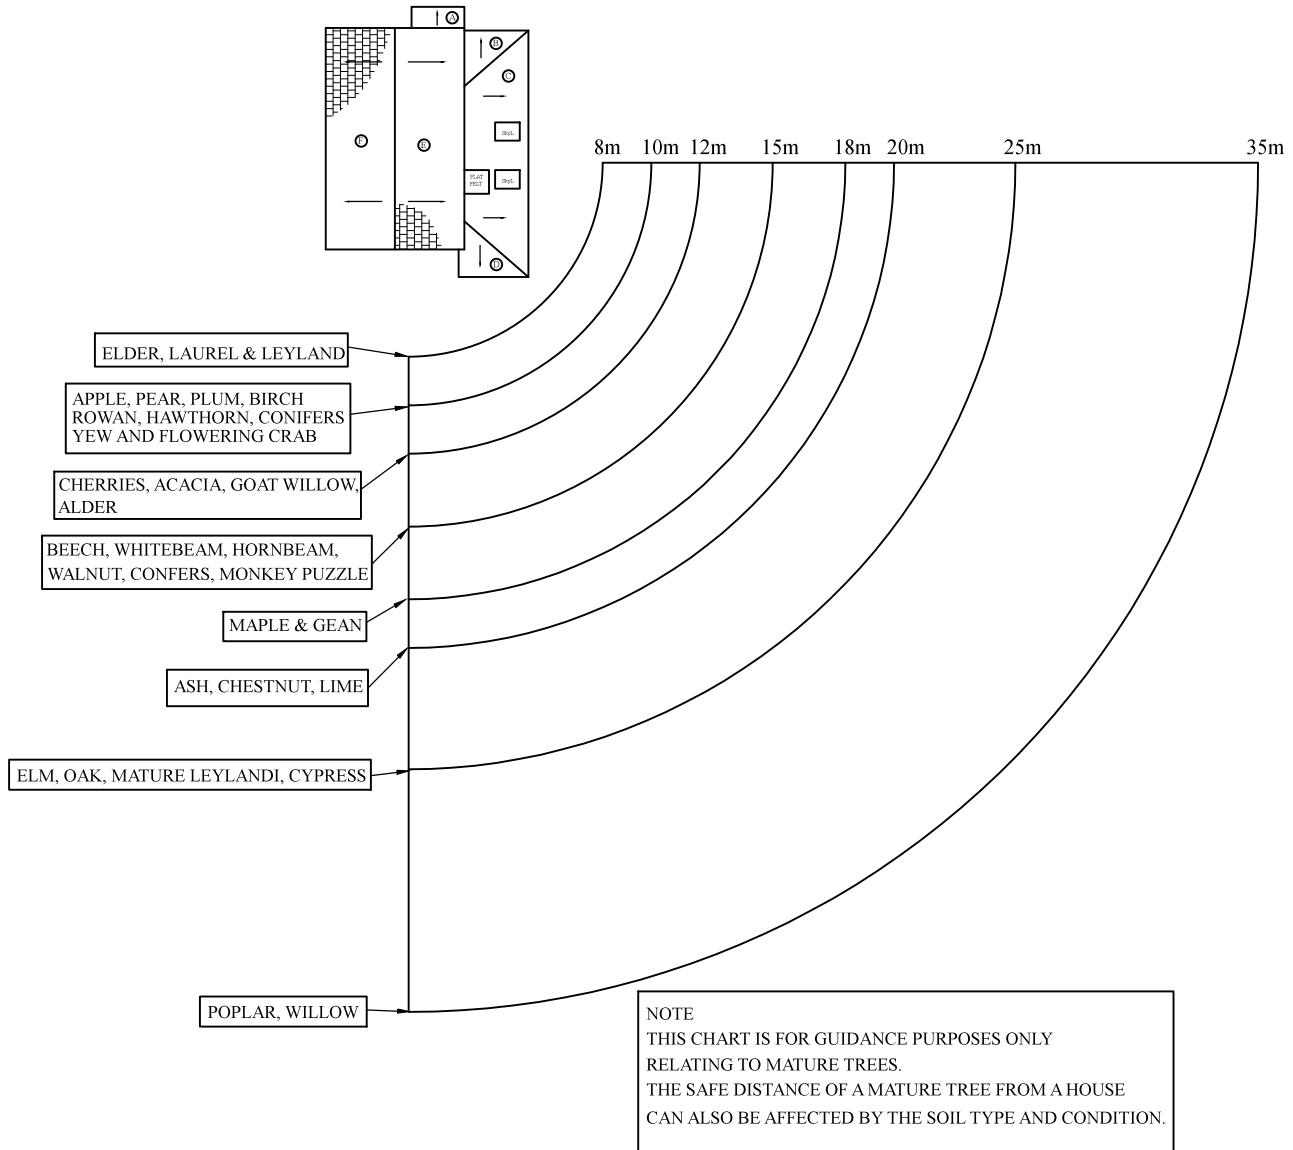 A
B
C
SkyL
F
E
FLAT
FELT
SkyL
D
8m 10m 12m 15m 18m 20m 25m 35m
ELDER, LAUREL & LEYLAND
APPLE, PEAR, PLUM, BIRCH
ROWAN, HAWTHORN, CONIFERS
YEW AND FLOWERING CRAB
CHERRIES, ACACIA, GOAT WILLOW,
ALDER
BEECH, WHITEBEAM, HORNBEAM,
WALNUT, CONFERS, MONKEY PUZZLE
MAPLE & GEAN
ASH, CHESTNUT, LIME
ELM, OAK, MATURE LEYLANDI, CYPRESS
POPLAR, WILLOW
NOTE
THIS CHART IS FOR GUIDANCE PURPOSES ONLY
RELATING TO MATURE TREES.
THE SAFE DISTANCE OF A MATURE TREE FROM A HOUSE
CAN ALSO BE AFFECTED BY THE SOIL TYPE AND CONDITION.